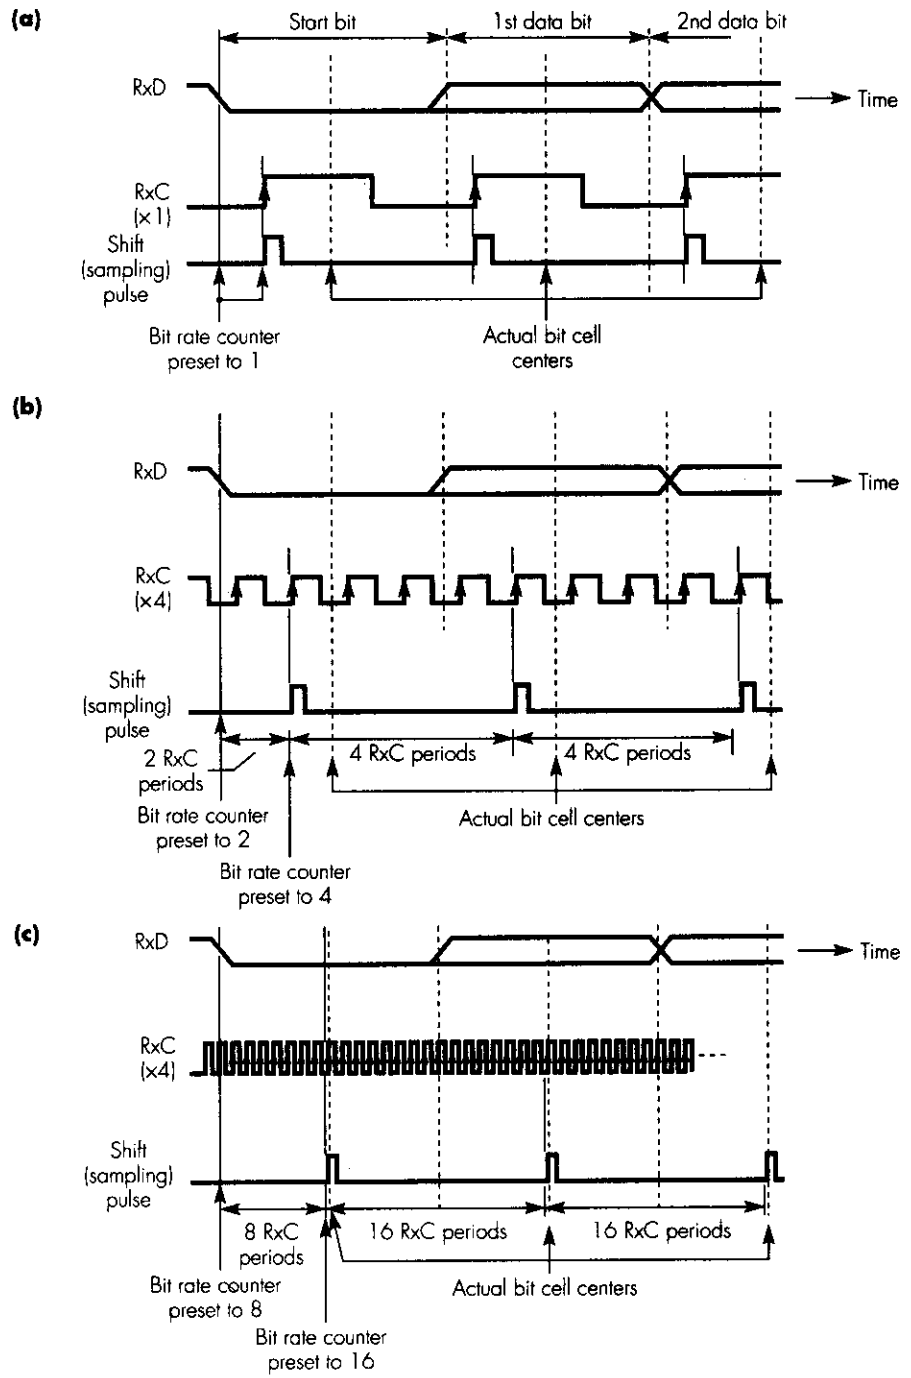 (a)
Start bit
1st data bit
2nd data bit
RxD
Time
RxC
(×1)
Shift
(sampling)
pulse
Bit rate counter
preset to 1
Actual bit cell
centers
(b)
RxD
Time
RxC
(×4)
Shift
(sampling)
pulse
2 RxC
periods
4 RxC periods
4 RxC periods
Bit rate counter
preset to 2
Actual bit cell centers
Bit rate counter
preset to 4
(c)
RxD
Time
RxC
(×4)
Shift
(sampling)
pulse
8 RxC
periods
16 RxC periods
16 RxC periods
Bit rate counter
preset to 8
Actual bit cell centers
Bit rate counter
preset to 16